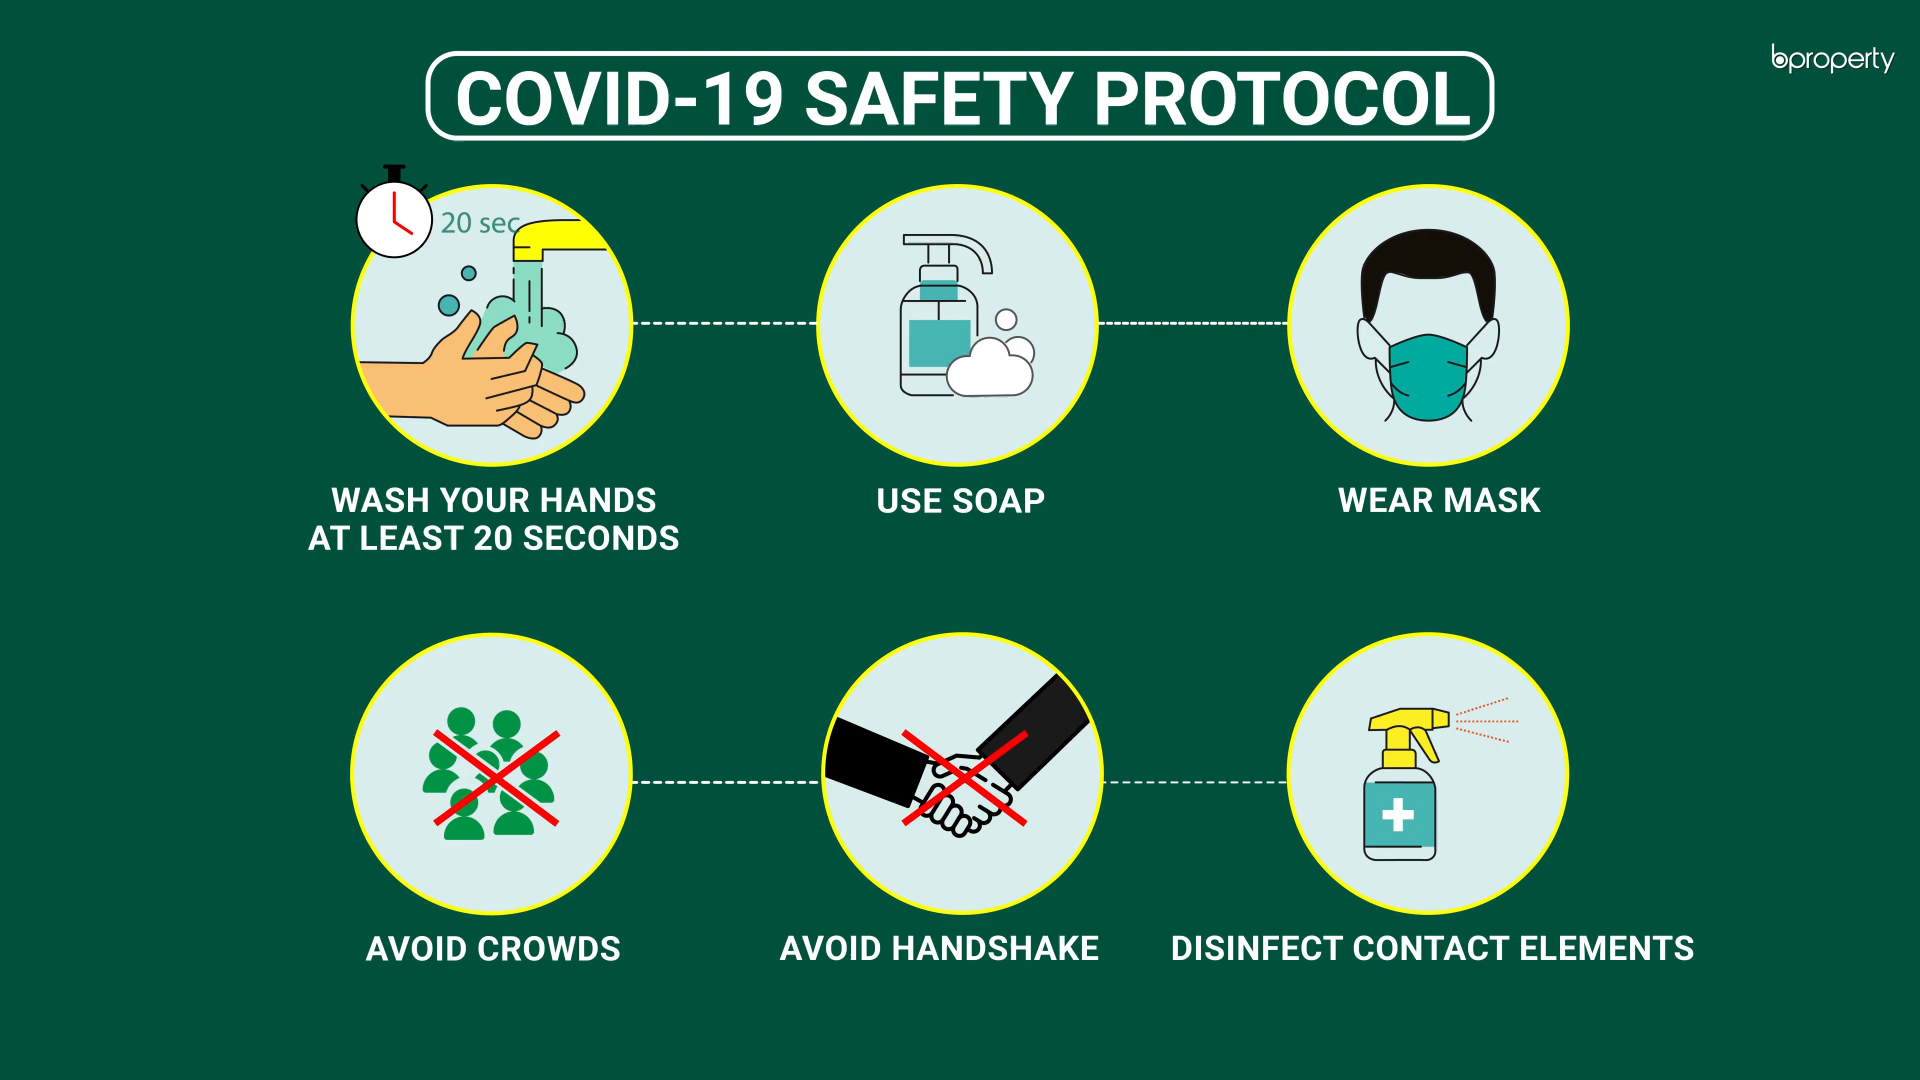 COVID-19 SAFETY PROTOCOL
bproperty
20 sec
WASH YOUR HANDS
AT LEAST 20 SECONDS
USE SOAP
WEAR MASK
AVOID CROWDS
AVOID HANDSHAKE
DISINFECT CONTACT ELEMENTS